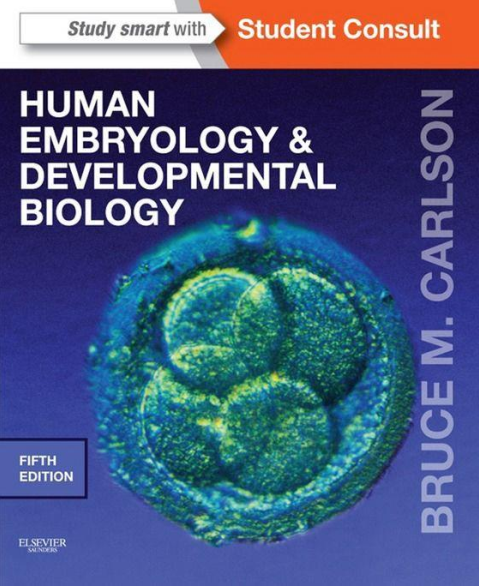 Study smart with Student Consult
HUMAN
EMBRYOLOGY &
DEVELOPMENTAL
BIOLOGY
BRUCE M. CARLSON
FIFTH
EDITION
ELSEVIER
SAUNDERS